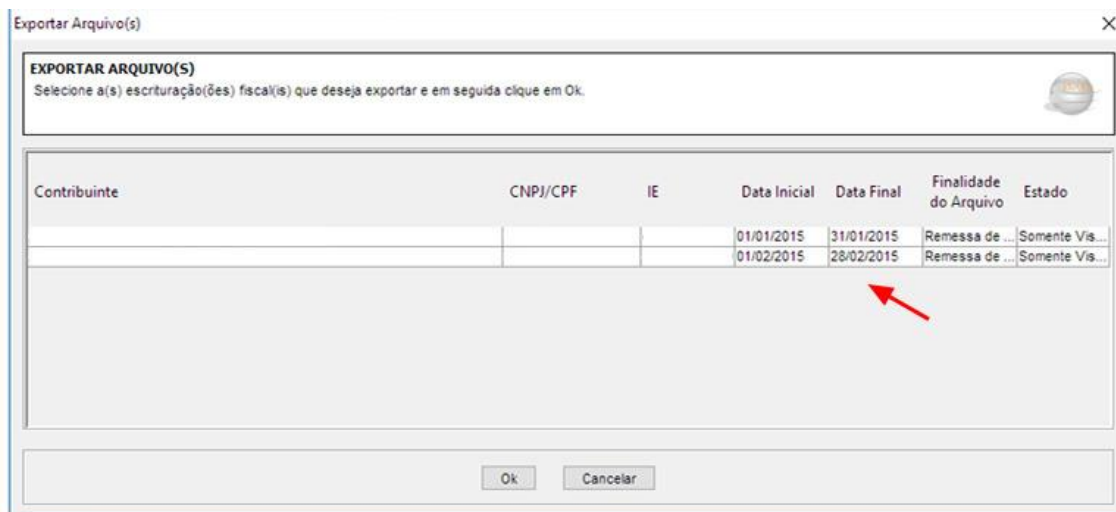 Exportar Arquivo(s)
EXPORTAR ARQUIVO(S)
Selecione a(s) escrituração(ões) fiscal(is) que deseja exportar e em seguida clique em Ok.
Contribuinte CNPJ/CPF IE Data Inicial Data Final Finalidade do Arquivo Estado
01/01/2015 31/01/2015 Remessa de ... Somente Vis...
01/02/2015 28/02/2015 Remessa de ... Somente Vis...
Ok Cancelar